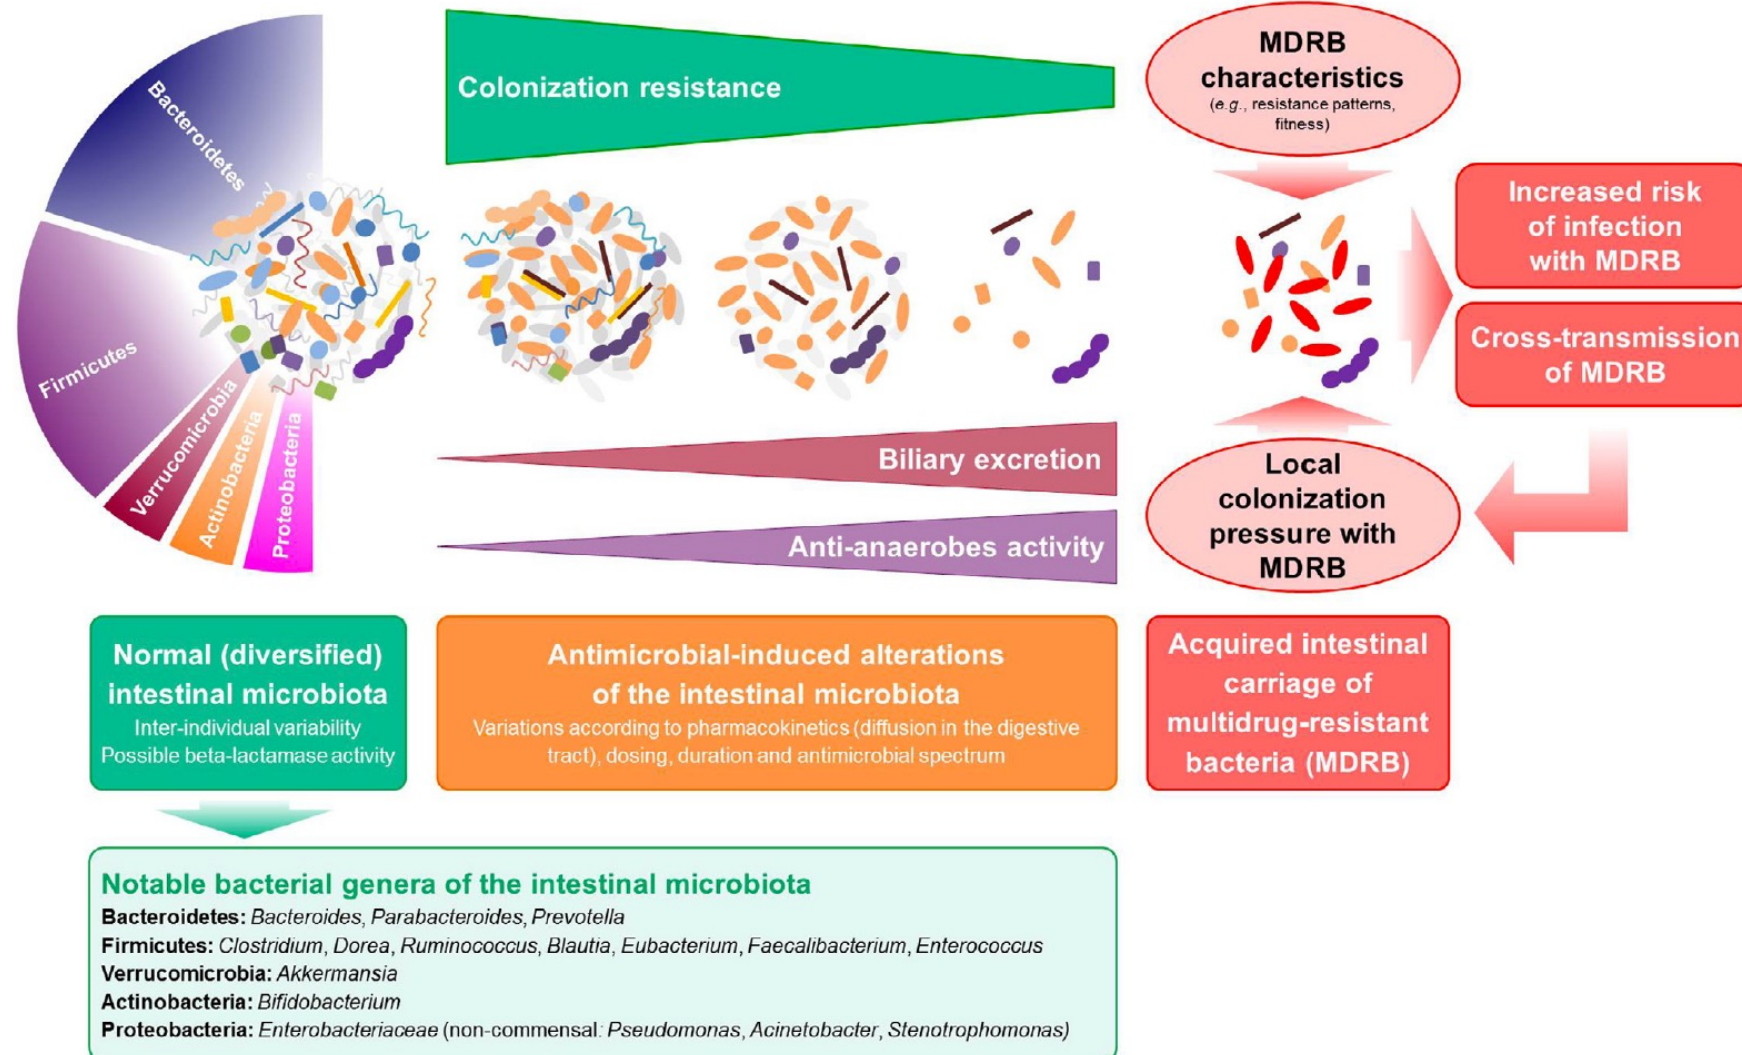 Bacteroidetes
Firmicutes
Verrucomicrobia
Actinobacteria
Proteobacteria
Colonization resistance
Biliary excretion
Anti-anaerobes activity
MDRB
characteristics
(e.g., resistance patterns,
fitness)
Increased risk
of infection
with MDRB
Cross-transmission
of MDRB
Local
colonization
pressure with
MDRB
Normal (diversified)
intestinal microbiota
Inter-individual variability
Possible beta-lactamase activity
Antimicrobial-induced alterations
of the intestinal microbiota
Variations according to pharmacokinetics (diffusion in the digestive
tract), dosing, duration and antimicrobial spectrum
Acquired intestinal
carriage of
multidrug-resistant
bacteria (MDRB)
Notable bacterial genera of the intestinal microbiota
Bacteroidetes: Bacteroides, Parabacteroides, Prevotella
Firmicutes: Clostridium, Dorea, Ruminococcus, Blautia, Eubacterium, Faecalibacterium, Enterococcus
Verrucomicrobia: Akkermansia
Actinobacteria: Bifidobacterium
Proteobacteria: Enterobacteriaceae (non-commensal: Pseudomonas, Acinetobacter, Stenotrophomonas)